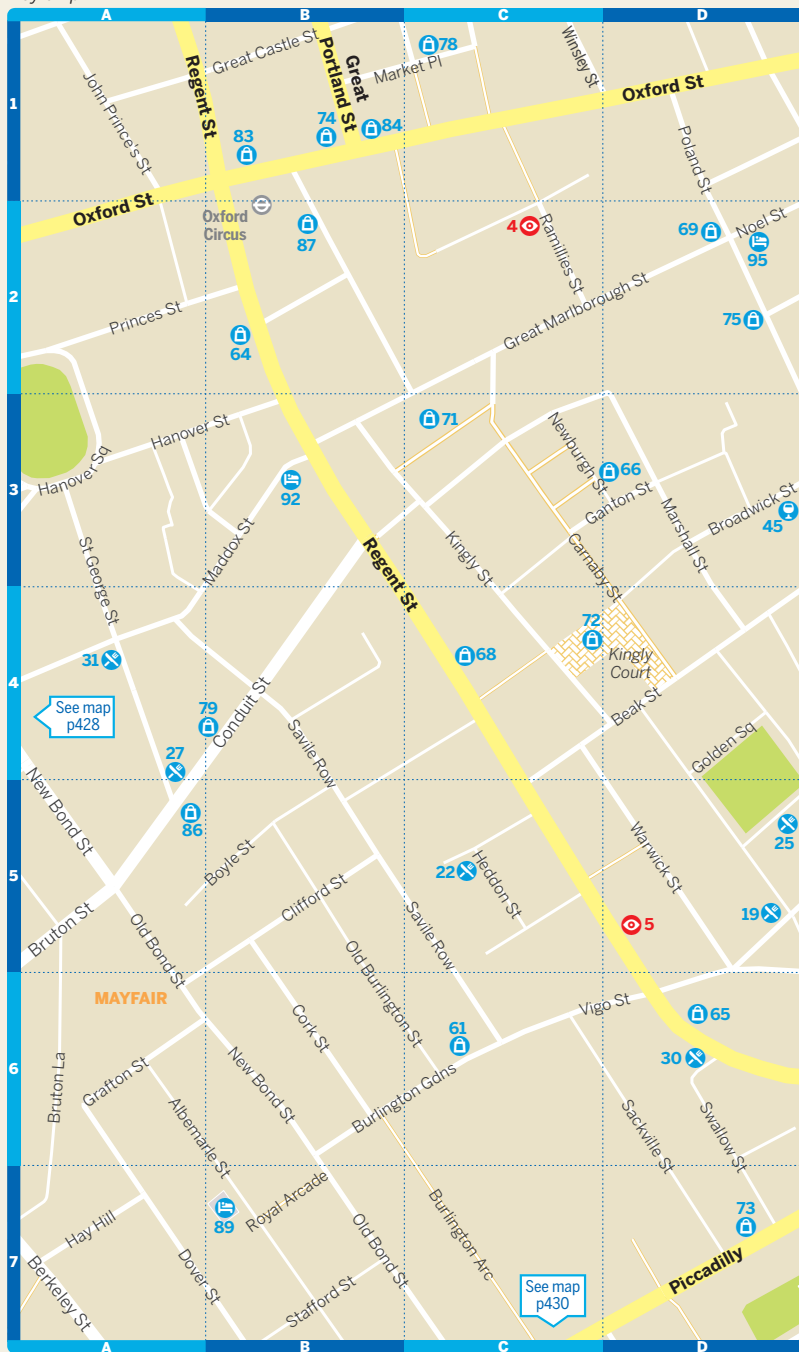 A
B
C
D
1
Great Castle St
Great
Portland St
78
Market Pl
Winsley St
Oxford St
John Prince's St
Regent St
74
84
83
Poland St
Oxford St
Oxford
Circus
87
4
Ramillies St
69
Noel St
95
2
Princes St
64
Great Marlborough St
75
71
Hanover St
Newburgh St
66
3
Hanover Sq
92
Ganton St
Broadwick St
45
Maddox St
Marshall St
St George St
Kingly St
Carnaby St
Regent St
72
31
68
Kingly
Court
4
See map
p428
79
Conduit St
Beak St
27
Savile Row
Golden Sq
New Bond St
86
Warwick St
25
5
Boyle St
22
Heddon St
Clifford St
19
Bruton St
Old Bond St
Savile Row
5
Old Burlington St
MAYFAIR
Cork St
Vigo St
65
61
30
6
Bruton La
Grafton St
New Bond St
Burlington Gdns
Albemarle St
Sackville St
Swallow St
Royal Arcade
89
Burlington Arc
73
Hay Hill
7
Old Bond St
Dover St
Piccadilly
Berkeley St
Stafford St
See map
p430
A
B
C
D